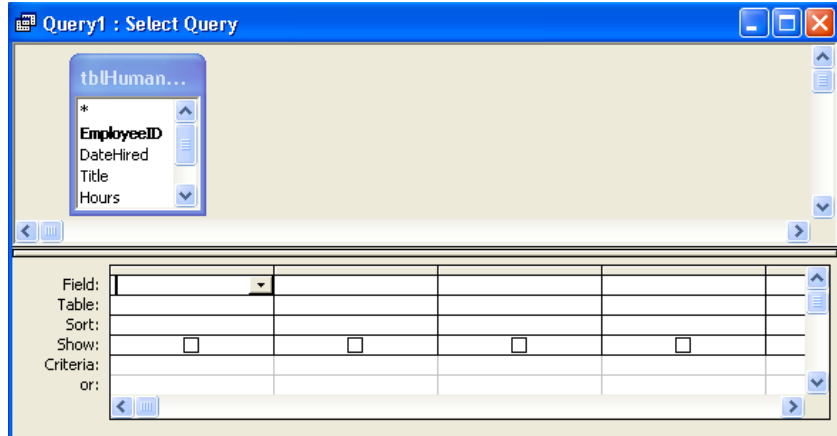 Query1 : Select Query
tblHuman...
*
EmployeeID
DateHired
Title
Hours
Field:
Table:
Sort:
Show:
Criteria:
or: